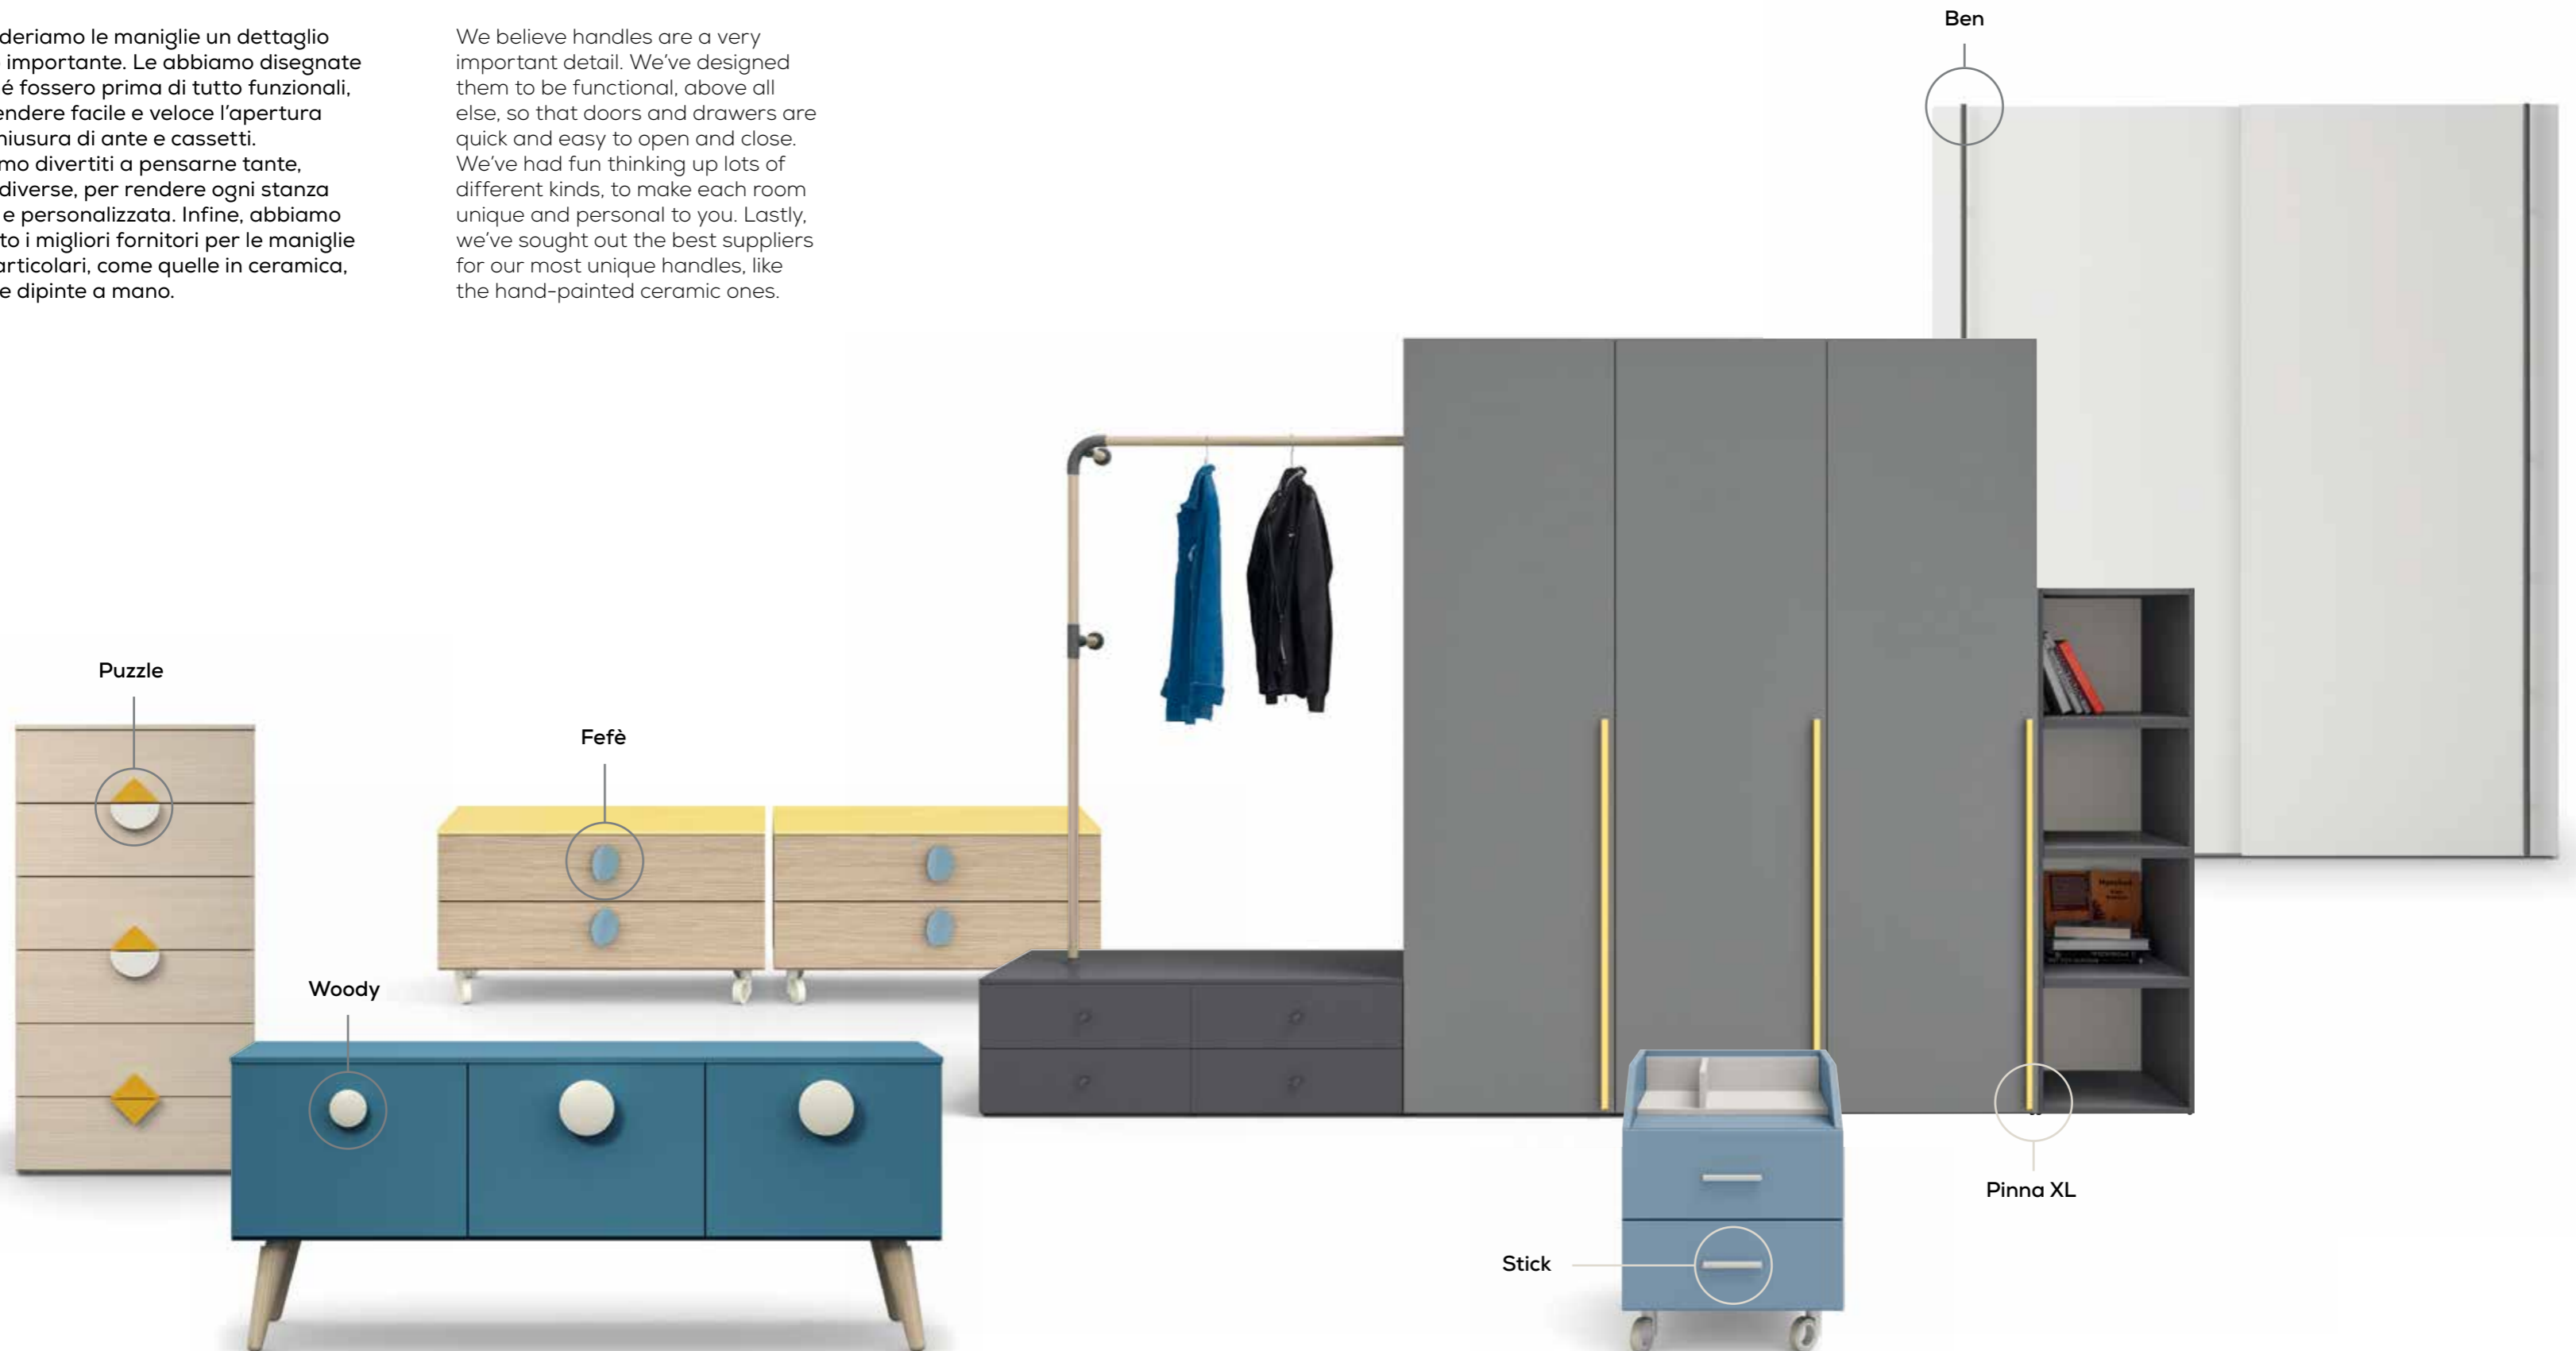 deriamo le maniglie un dettaglio
importante. Le abbiamo disegnate
é fossero prima di tutto funzionali,
endere facile e veloce l'apertura
hiusura di ante e cassetti.
mo divertiti a pensarne tante,
diverse, per rendere ogni stanza
e personalizzata. Infine, abbiamo
to i migliori fornitori per le maniglie
articolari, come quelle in ceramica,
e dipinte a mano.
We believe handles are a very
important detail. We've designed
them to be functional, above all
else, so that doors and drawers are
quick and easy to open and close.
We've had fun thinking up lots of
different kinds, to make each room
unique and personal to you. Lastly,
we've sought out the best suppliers
for our most unique handles, like
the hand-painted ceramic ones.
Ben
Puzzle
Fefè
Woody
Stick
Pinna XL